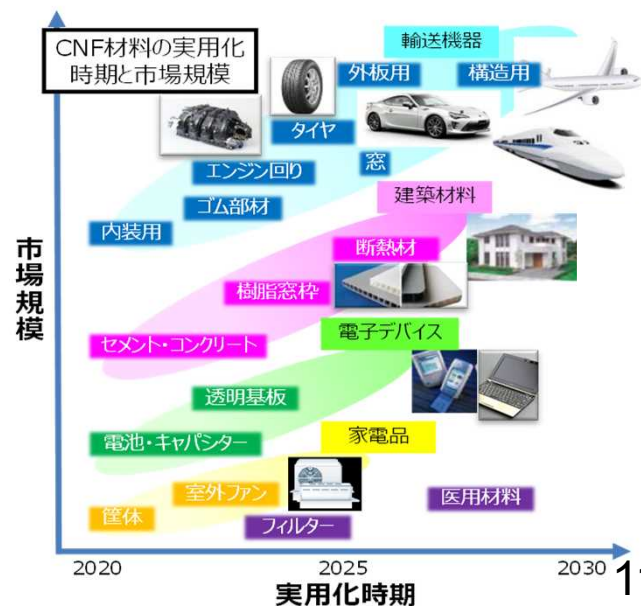 CNF材料の実用化
時期と市場規模
輸送機器
外板用
構造用
タイヤ
エンジン回り
窓
ゴム部材
内装用
建築材料
断熱材
樹脂窓枠
セメント・コンクリート
電子デバイス
透明基板
電池・キャパシター
家電品
室外ファン
筐体
フィルター
医用材料
市場規模
2020
2025
2030
実用化時期